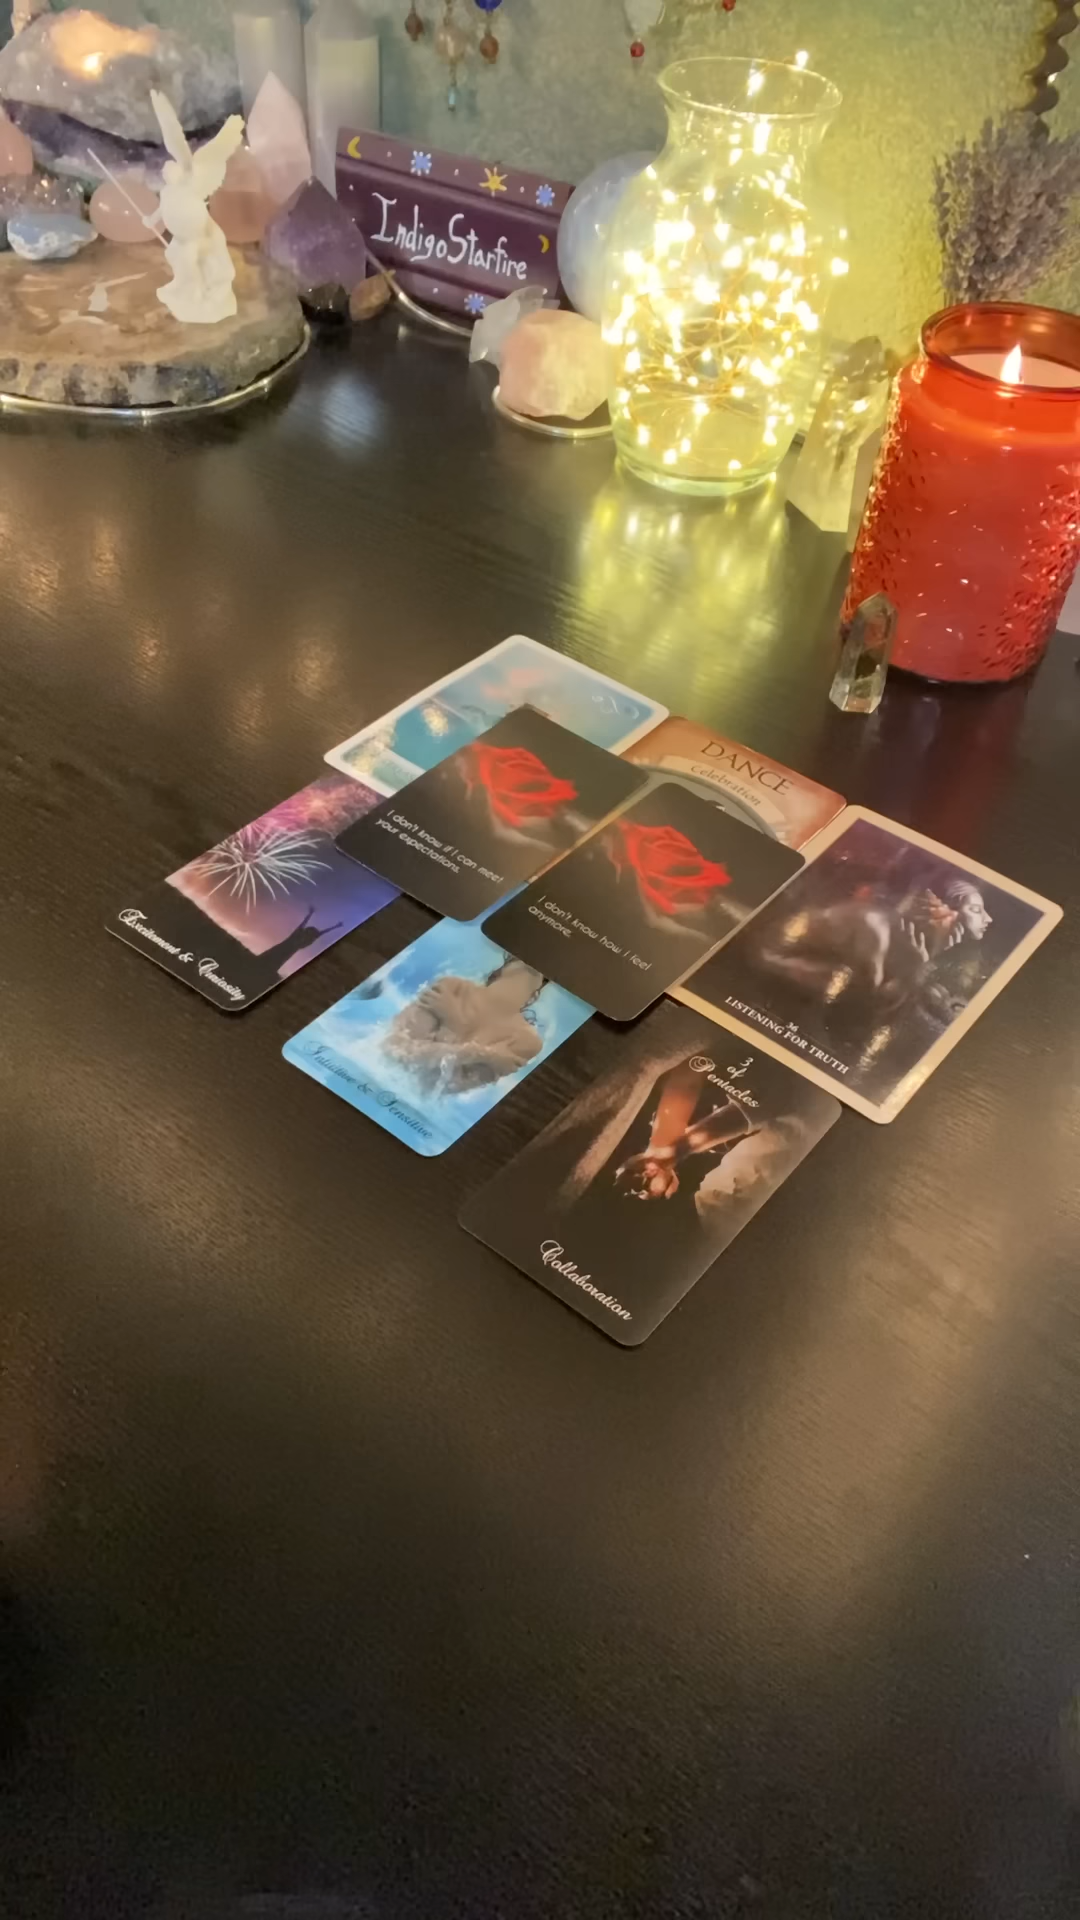 IndigoStarfire
DANCE
Celebration
I don't know if I can meet
your expectations.
I don't know how I feel
anymore.
Excitement & Curiosity
36
LISTENING FOR TRUTH
Intuitive & Sensitive
3
of
Pentacles
Collaboration